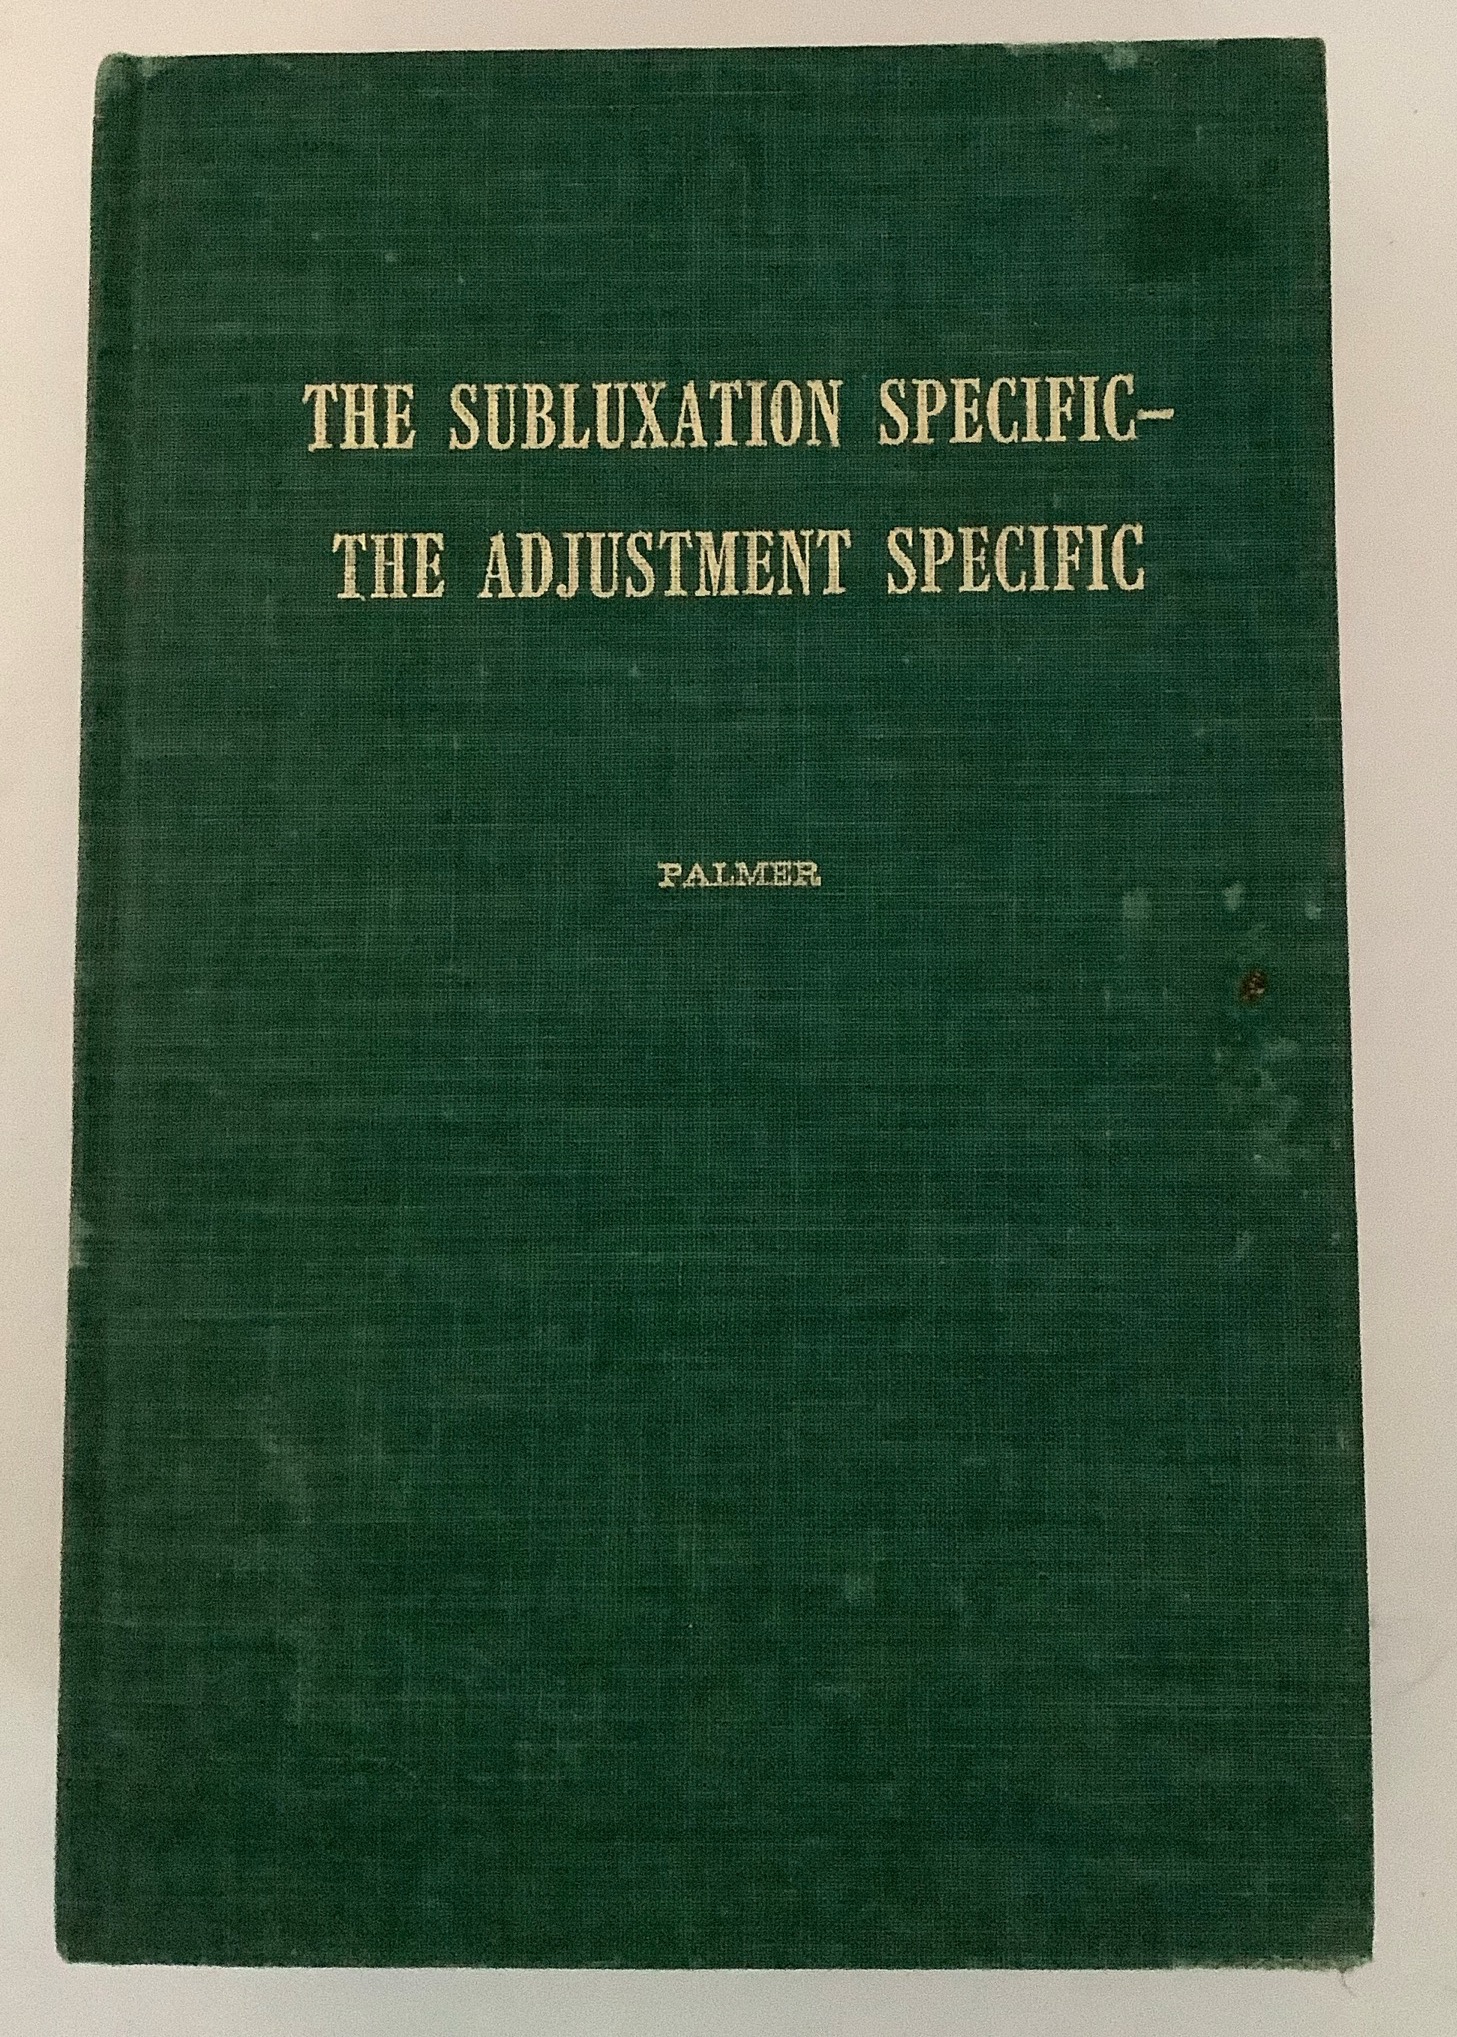 THE SUBLUXATION SPECIFIC–
THE ADJUSTMENT SPECIFIC
PALMER